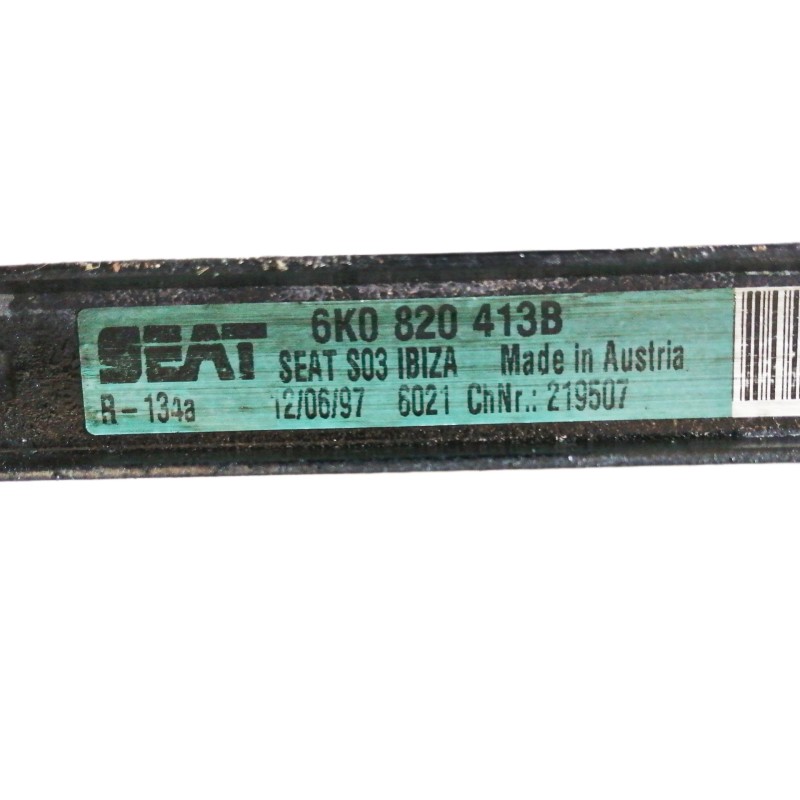 SEAT 6K0 820 413B
SEAT S03 IBIZA Made in Austria
R-134a 12/06/97 6021 ChNr.: 219507